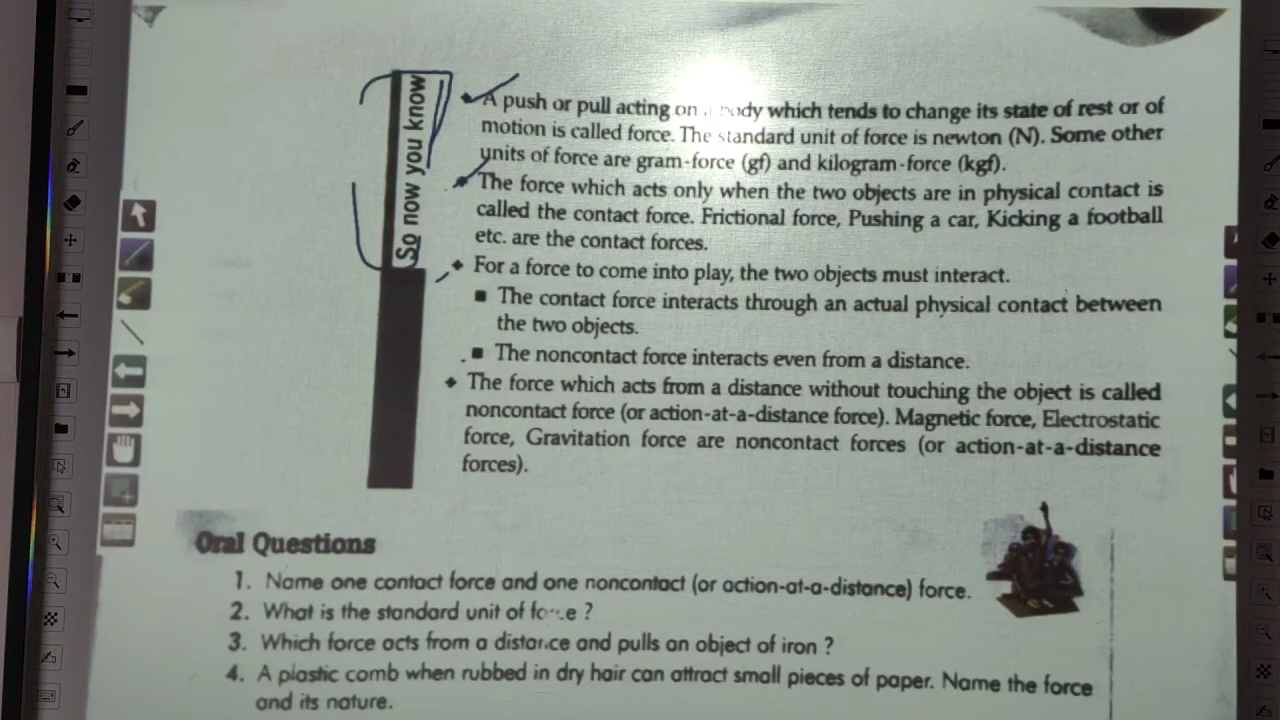 So now you know
A push or pull acting on a body which tends to change its state of rest or of
motion is called force. The standard unit of force is newton (N). Some other
units of force are gram-force (gf) and kilogram-force (kgf).
The force which acts only when the two objects are in physical contact is
called the contact force. Frictional force, Pushing a car, Kicking a football
etc. are the contact forces.
For a force to come into play, the two objects must interact.
The contact force interacts through an actual physical contact between
the two objects.
The noncontact force interacts even from a distance.
The force which acts from a distance without touching the object is called
noncontact force (or action-at-a-distance force). Magnetic force, Electrostatic
force, Gravitation force are noncontact forces (or action-at-a-distance
forces).
Oral Questions
1. Name one contact force and one noncontact (or action-at-a-distance) force.
2. What is the standard unit of force ?
3. Which force acts from a distance and pulls an object of iron ?
4. A plastic comb when rubbed in dry hair can attract small pieces of paper. Name the force
and its nature.